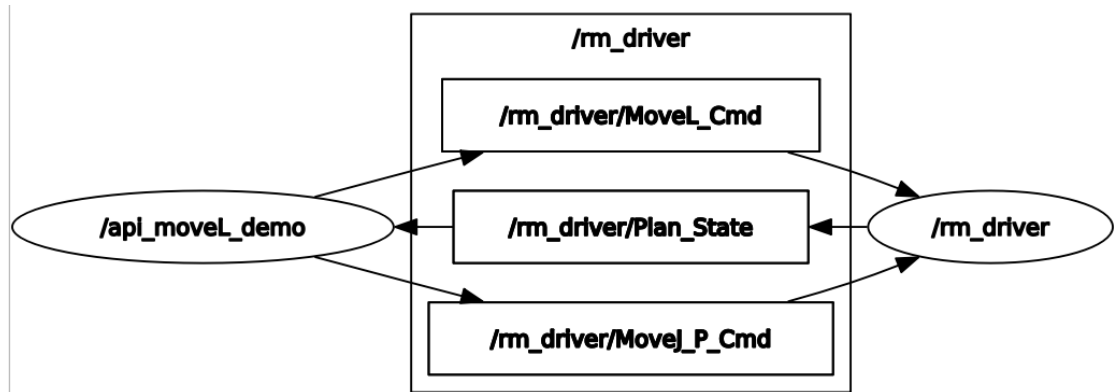 /rm_driver
/rm_driver/MoveL_Cmd
/api_moveL_demo
/rm_driver/Plan_State
/rm_driver
/rm_driver/MoveJ_P_Cmd